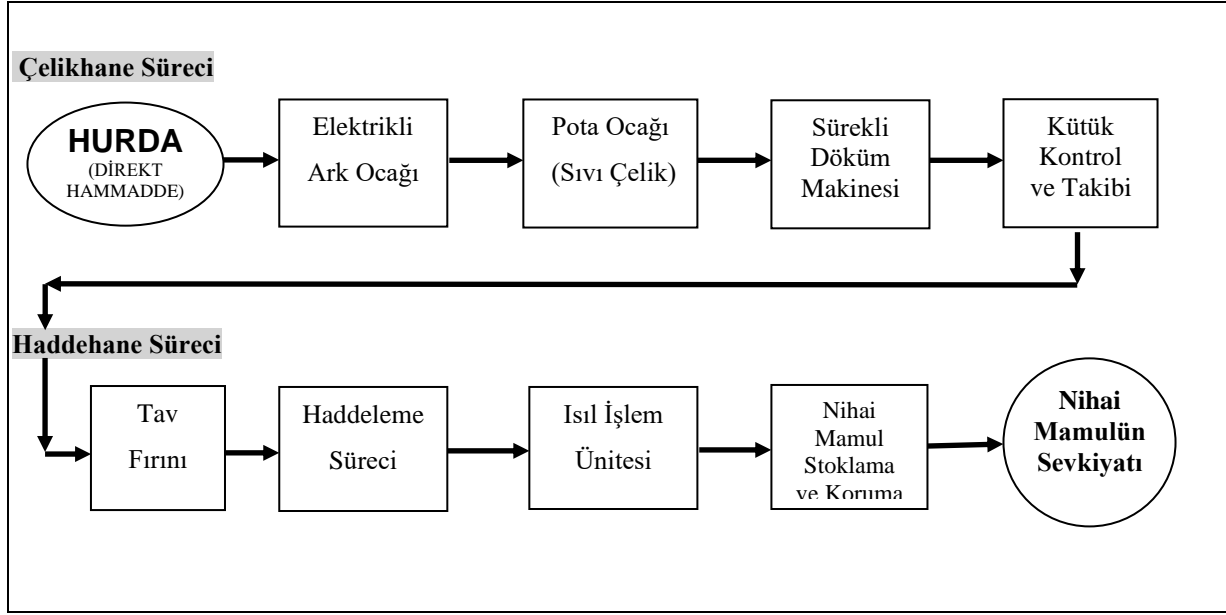 Çelikhane Süreci
HURDA
(DİREKT
HAMMADDE)
Elektrikli
Ark Ocağı
Pota Ocağı
(Sıvı Çelik)
Sürekli
Döküm
Makinesi
Kütük
Kontrol
ve Takibi
Haddehane Süreci
Tav
Fırını
Haddeleme
Süreci
Isıl İşlem
Ünitesi
Nihai
Mamul
Stoklama
ve Koruma
Nihai
Mamulün
Sevkiyatı